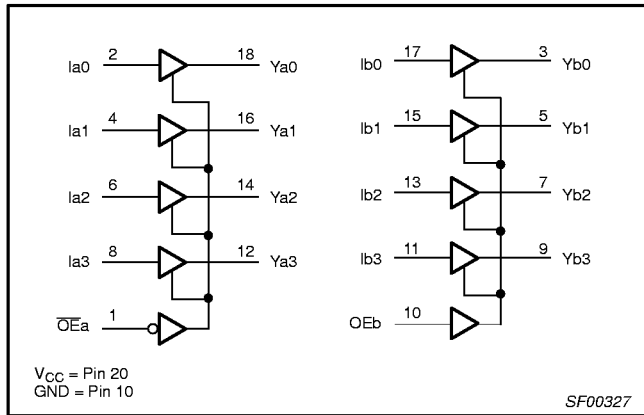 Ia0 2 18 Ya0
Ia1 4 16 Ya1
Ia2 6 14 Ya2
Ia3 8 12 Ya3
O̅E̅a 1
Ib0 17 3 Yb0
Ib1 15 5 Yb1
Ib2 13 7 Yb2
Ib3 11 9 Yb3
OEb 10
VCC = Pin 20
GND = Pin 10
SF00327